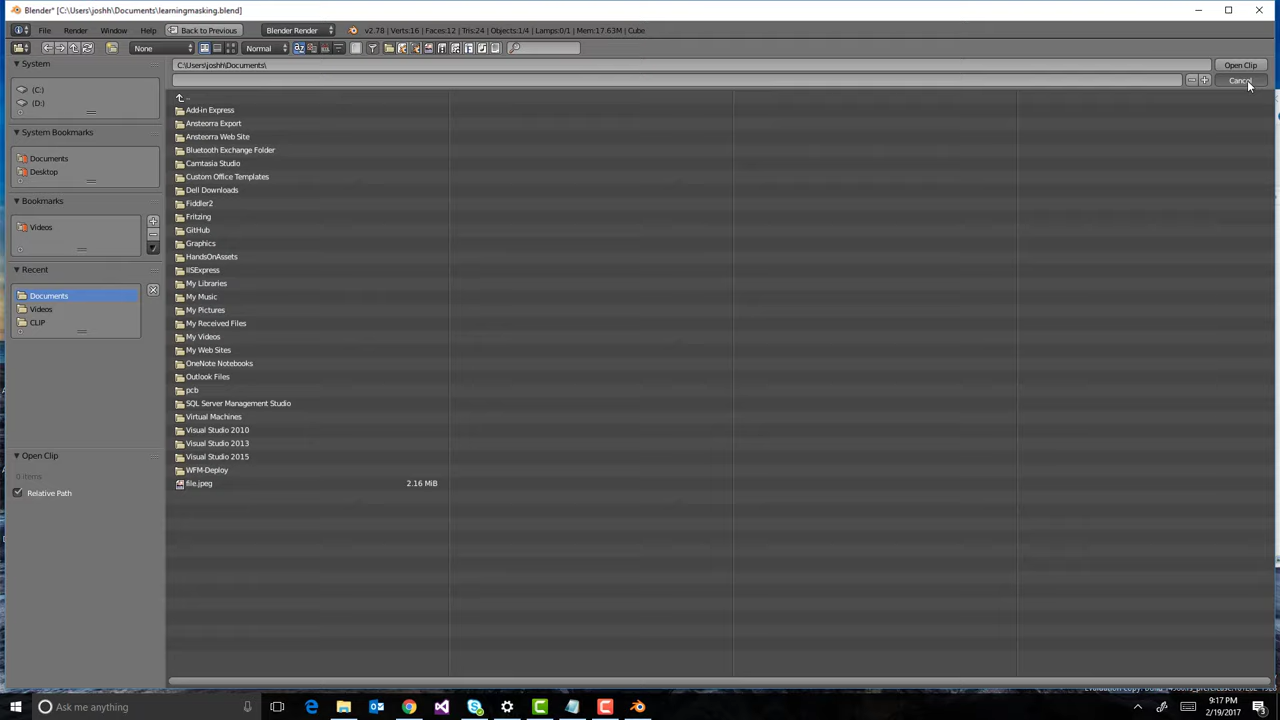 Blender* [C:\Users\joshh\Documents\learningmasking.blend]
File Render Window Help Back to Previous Blender Render v2.78 | Verts:16 | Faces:12 | Tris:24 | Objects:1/4 | Lamps:0/1 | Mem:17.63M | Cube
None Normal
System
C:\Users\joshh\Documents\
Open Clip
Cancel
(C:)
(D:)
System Bookmarks
Documents
Desktop
Bookmarks
Videos
Recent
Documents
Videos
CLIP
Open Clip
0 items
Relative Path
..
Add-in Express
Ansteorra Export
Ansteorra Web Site
Bluetooth Exchange Folder
Camtasia Studio
Custom Office Templates
Dell Downloads
Fiddler2
Fritzing
GitHub
Graphics
HandsOnAssets
IISExpress
My Libraries
My Music
My Pictures
My Received Files
My Videos
My Web Sites
OneNote Notebooks
Outlook Files
pcb
SQL Server Management Studio
Virtual Machines
Visual Studio 2010
Visual Studio 2013
Visual Studio 2015
WFM-Deploy
file.jpeg 2.16 MiB
Ask me anything
9:17 PM
2/19/2017